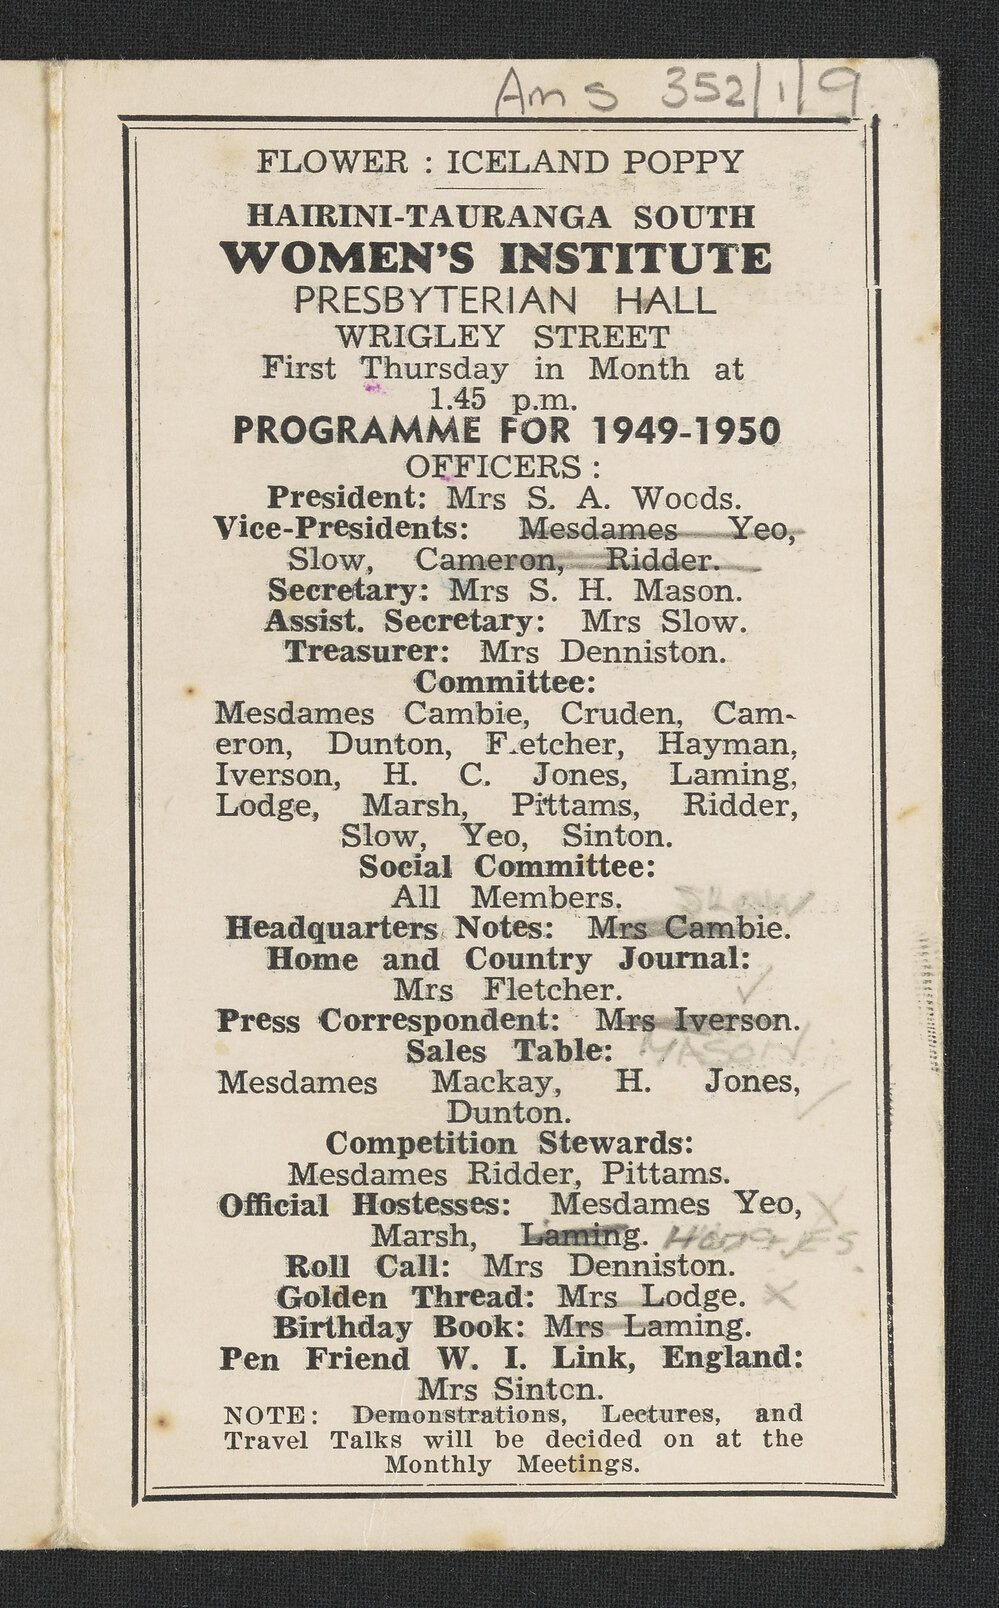 Am S 352/1/9
FLOWER : ICELAND POPPY
HAIRINI-TAURANGA SOUTH
WOMEN'S INSTITUTE
PRESBYTERIAN HALL
WRIGLEY STREET
First Thursday in Month at
1.45 p.m.
PROGRAMME FOR 1949-1950
OFFICERS :
President: Mrs S. A. Woods.
Vice-Presidents: Mesdames Yeo,
Slow, Cameron, Ridder.
Secretary: Mrs S. H. Mason.
Assist. Secretary: Mrs Slow.
Treasurer: Mrs Denniston.
Committee:
Mesdames Cambie, Cruden, Cam-
eron, Dunton, Fletcher, Hayman,
Iverson, H. C. Jones, Laming,
Lodge, Marsh, Pittams, Ridder,
Slow, Yeo, Sinton.
Social Committee:
All Members.
SLOW
Headquarters Notes: Mrs Cambie.
Home and Country Journal:
Mrs Fletcher. ✓
Press Correspondent: Mrs Iverson.
Sales Table: MASON
Mesdames Mackay, H. Jones,
Dunton.
Competition Stewards:
Mesdames Ridder, Pittams.
Official Hostesses: Mesdames Yeo, X
Marsh, Laming.
Roll Call: Mrs Denniston.
Golden Thread: Mrs Lodge. X
Birthday Book: Mrs Laming.
Pen Friend W. I. Link, England:
Mrs Sinton.
NOTE: Demonstrations, Lectures, and
Travel Talks will be decided on at the
Monthly Meetings.